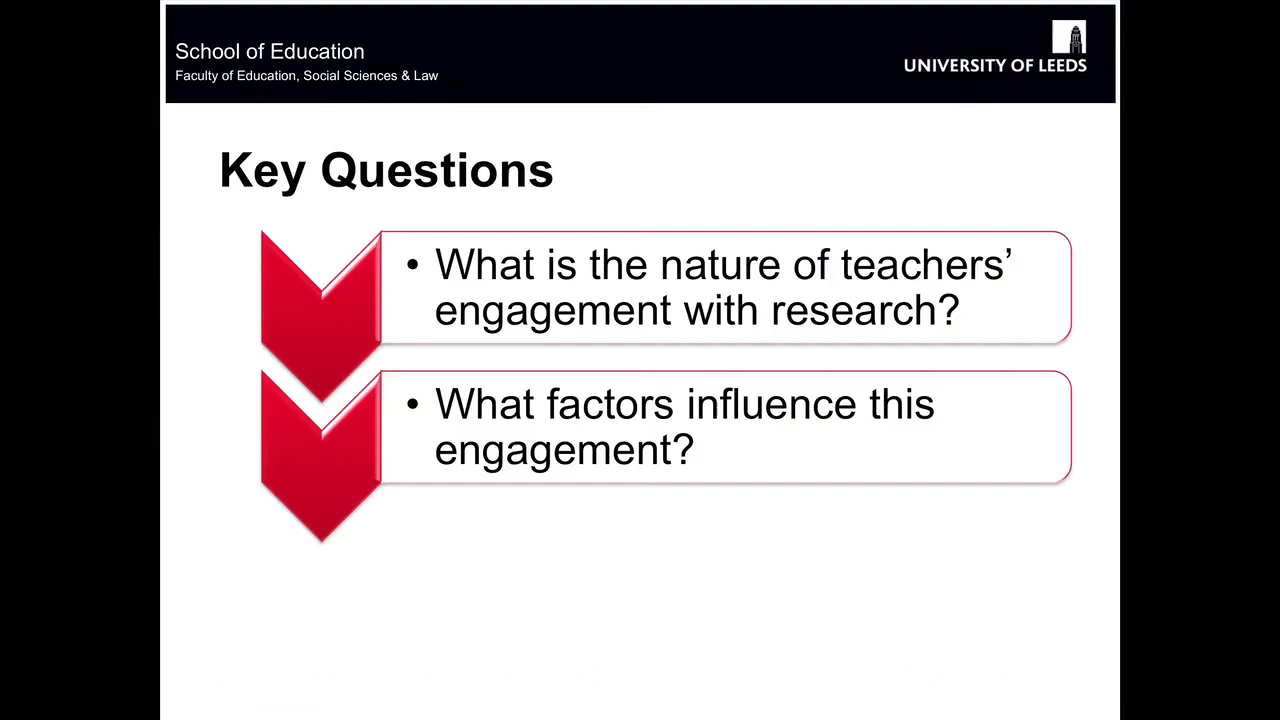 School of Education
Faculty of Education, Social Sciences & Law
UNIVERSITY OF LEEDS
Key Questions
• What is the nature of teachers’
engagement with research?
• What factors influence this
engagement?